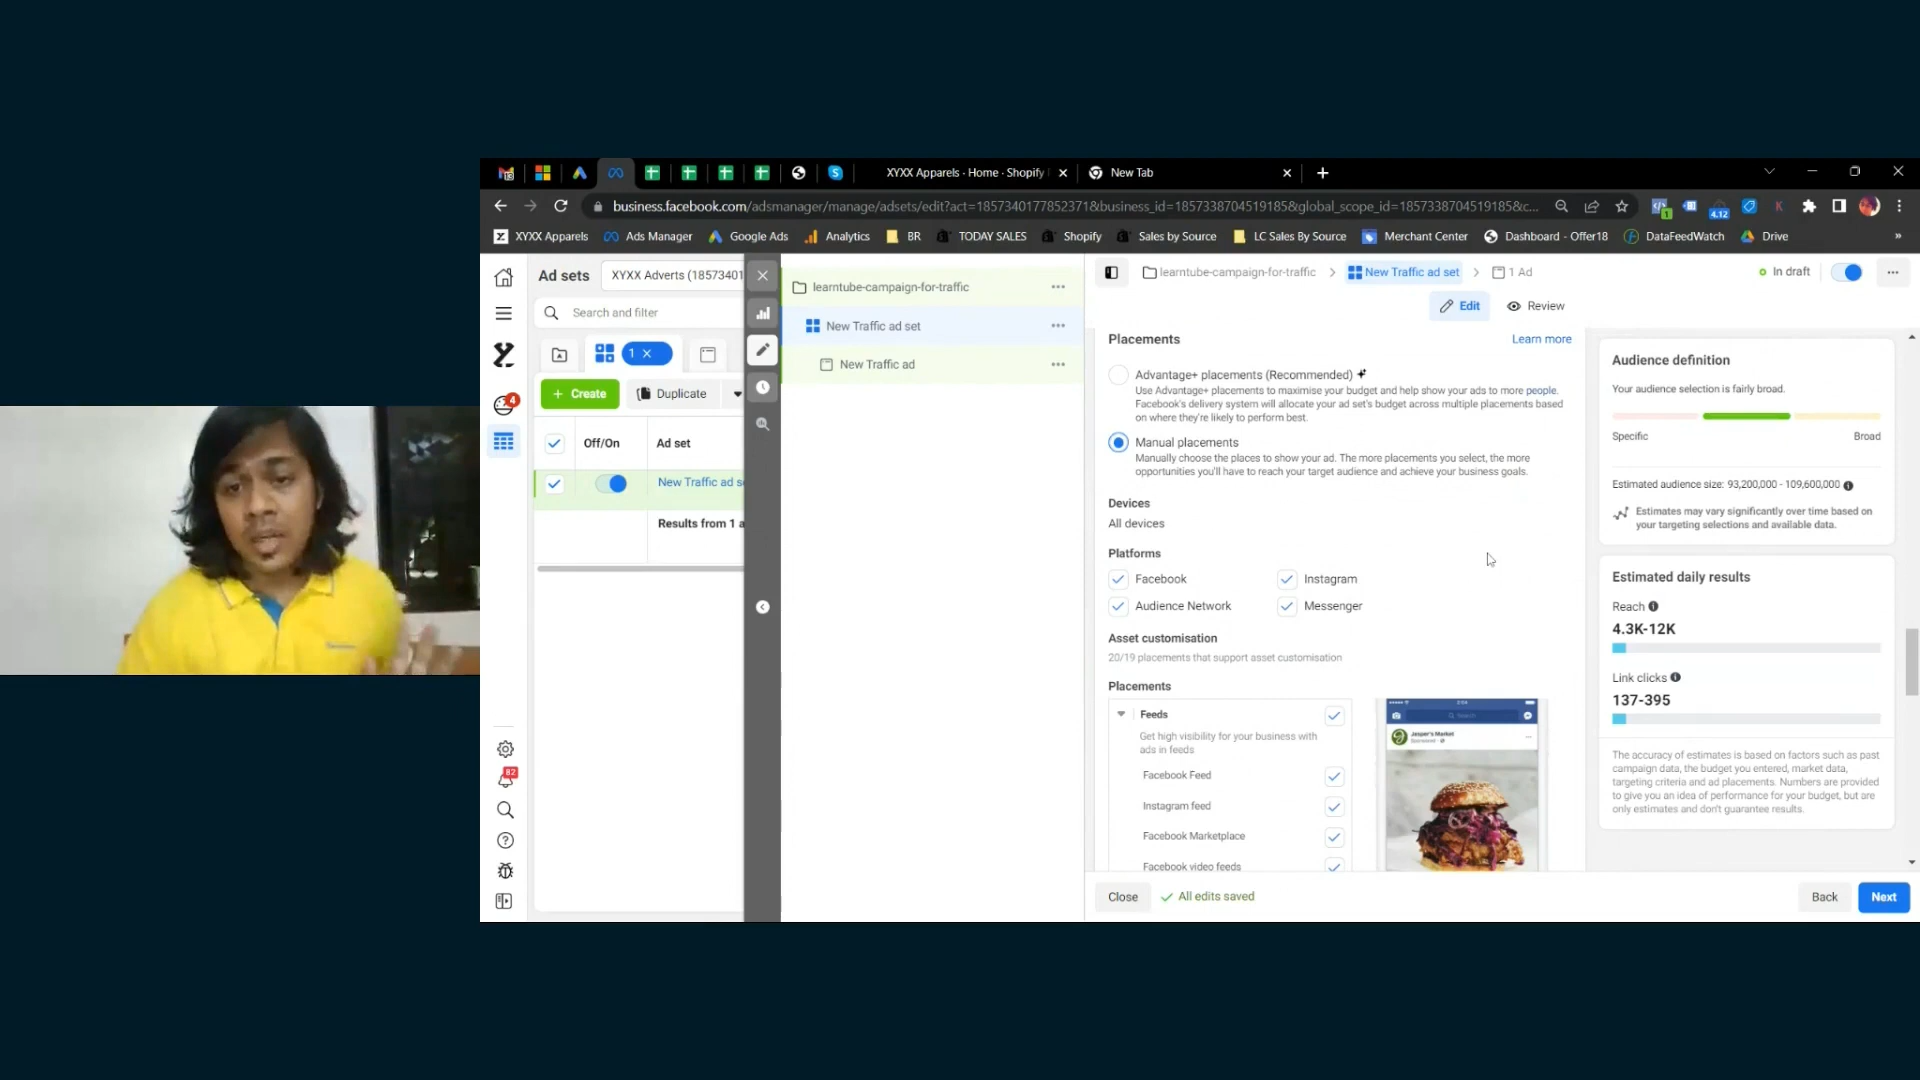 XYXX Apparels - Home - Shopify
New Tab
business.facebook.com/adsmanager/manage/adsets/edit?act=1857340177852371&business_id=1857338704519185&global_scope_id=1857338704519185&c...
1
4.12
K
XYXX Apparels
Ads Manager
Google Ads
Analytics
BR
TODAY SALES
Shopify
Sales by Source
LC Sales By Source
Merchant Center
Dashboard - Offer18
DataFeedWatch
Drive
»
Ad sets
XYXX Adverts (18573401
Search and filter
1 ×
+ Create
Duplicate
Off/On
Ad set
New Traffic ad s
Results from 1 a
4
82
learntube-campaign-for-traffic
New Traffic ad set
New Traffic ad
learntube-campaign-for-traffic > New Traffic ad set > 1 Ad
In draft
Edit
Review
Placements
Learn more
Advantage+ placements (Recommended)
Use Advantage+ placements to maximise your budget and help show your ads to more people.
Facebook's delivery system will allocate your ad set's budget across multiple placements based
on where they're likely to perform best.
Manual placements
Manually choose the places to show your ad. The more placements you select, the more
opportunities you'll have to reach your target audience and achieve your business goals.
Devices
All devices
Platforms
Facebook
Instagram
Audience Network
Messenger
Asset customisation
20/19 placements that support asset customisation
Placements
Feeds
Get high visibility for your business with
ads in feeds
Facebook Feed
Instagram feed
Facebook Marketplace
Facebook video feeds
Search
Jasper's Market
Audience definition
Your audience selection is fairly broad.
Specific
Broad
Estimated audience size: 93,200,000 - 109,600,000
Estimates may vary significantly over time based on
your targeting selections and available data.
Estimated daily results
Reach
4.3K-12K
Link clicks
137-395
The accuracy of estimates is based on factors such as past
campaign data, the budget you entered, market data,
targeting criteria and ad placements. Numbers are provided
to give you an idea of performance for your budget, but are
only estimates and don't guarantee results.
Close
All edits saved
Back
Next